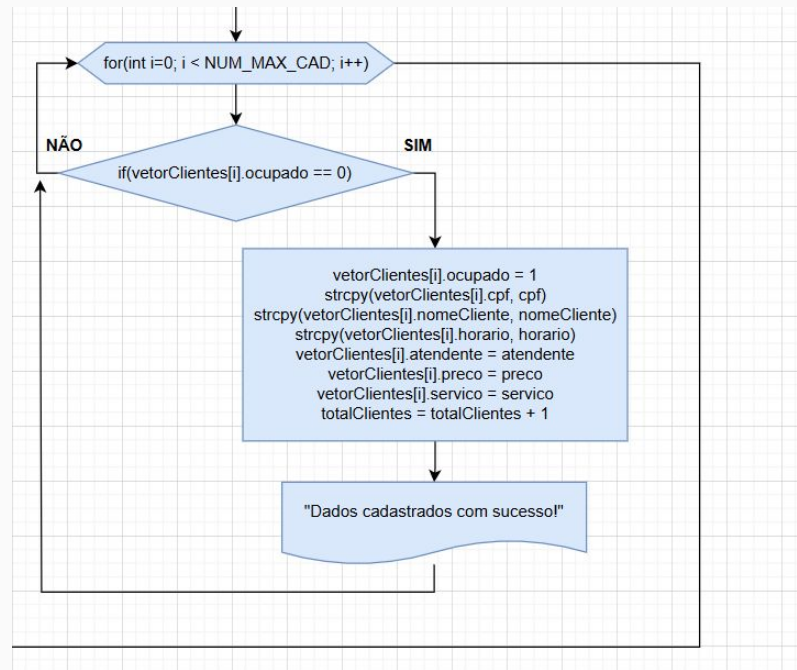 for(int i=0; i < NUM_MAX_CAD; i++)
NÃO
SIM
if(vetorClientes[i].ocupado == 0)
vetorClientes[i].ocupado = 1
strcpy(vetorClientes[i].cpf, cpf)
strcpy(vetorClientes[i].nomeCliente, nomeCliente)
strcpy(vetorClientes[i].horario, horario)
vetorClientes[i].atendente = atendente
vetorClientes[i].preco = preco
vetorClientes[i].servico = servico
totalClientes = totalClientes + 1
"Dados cadastrados com sucesso!"